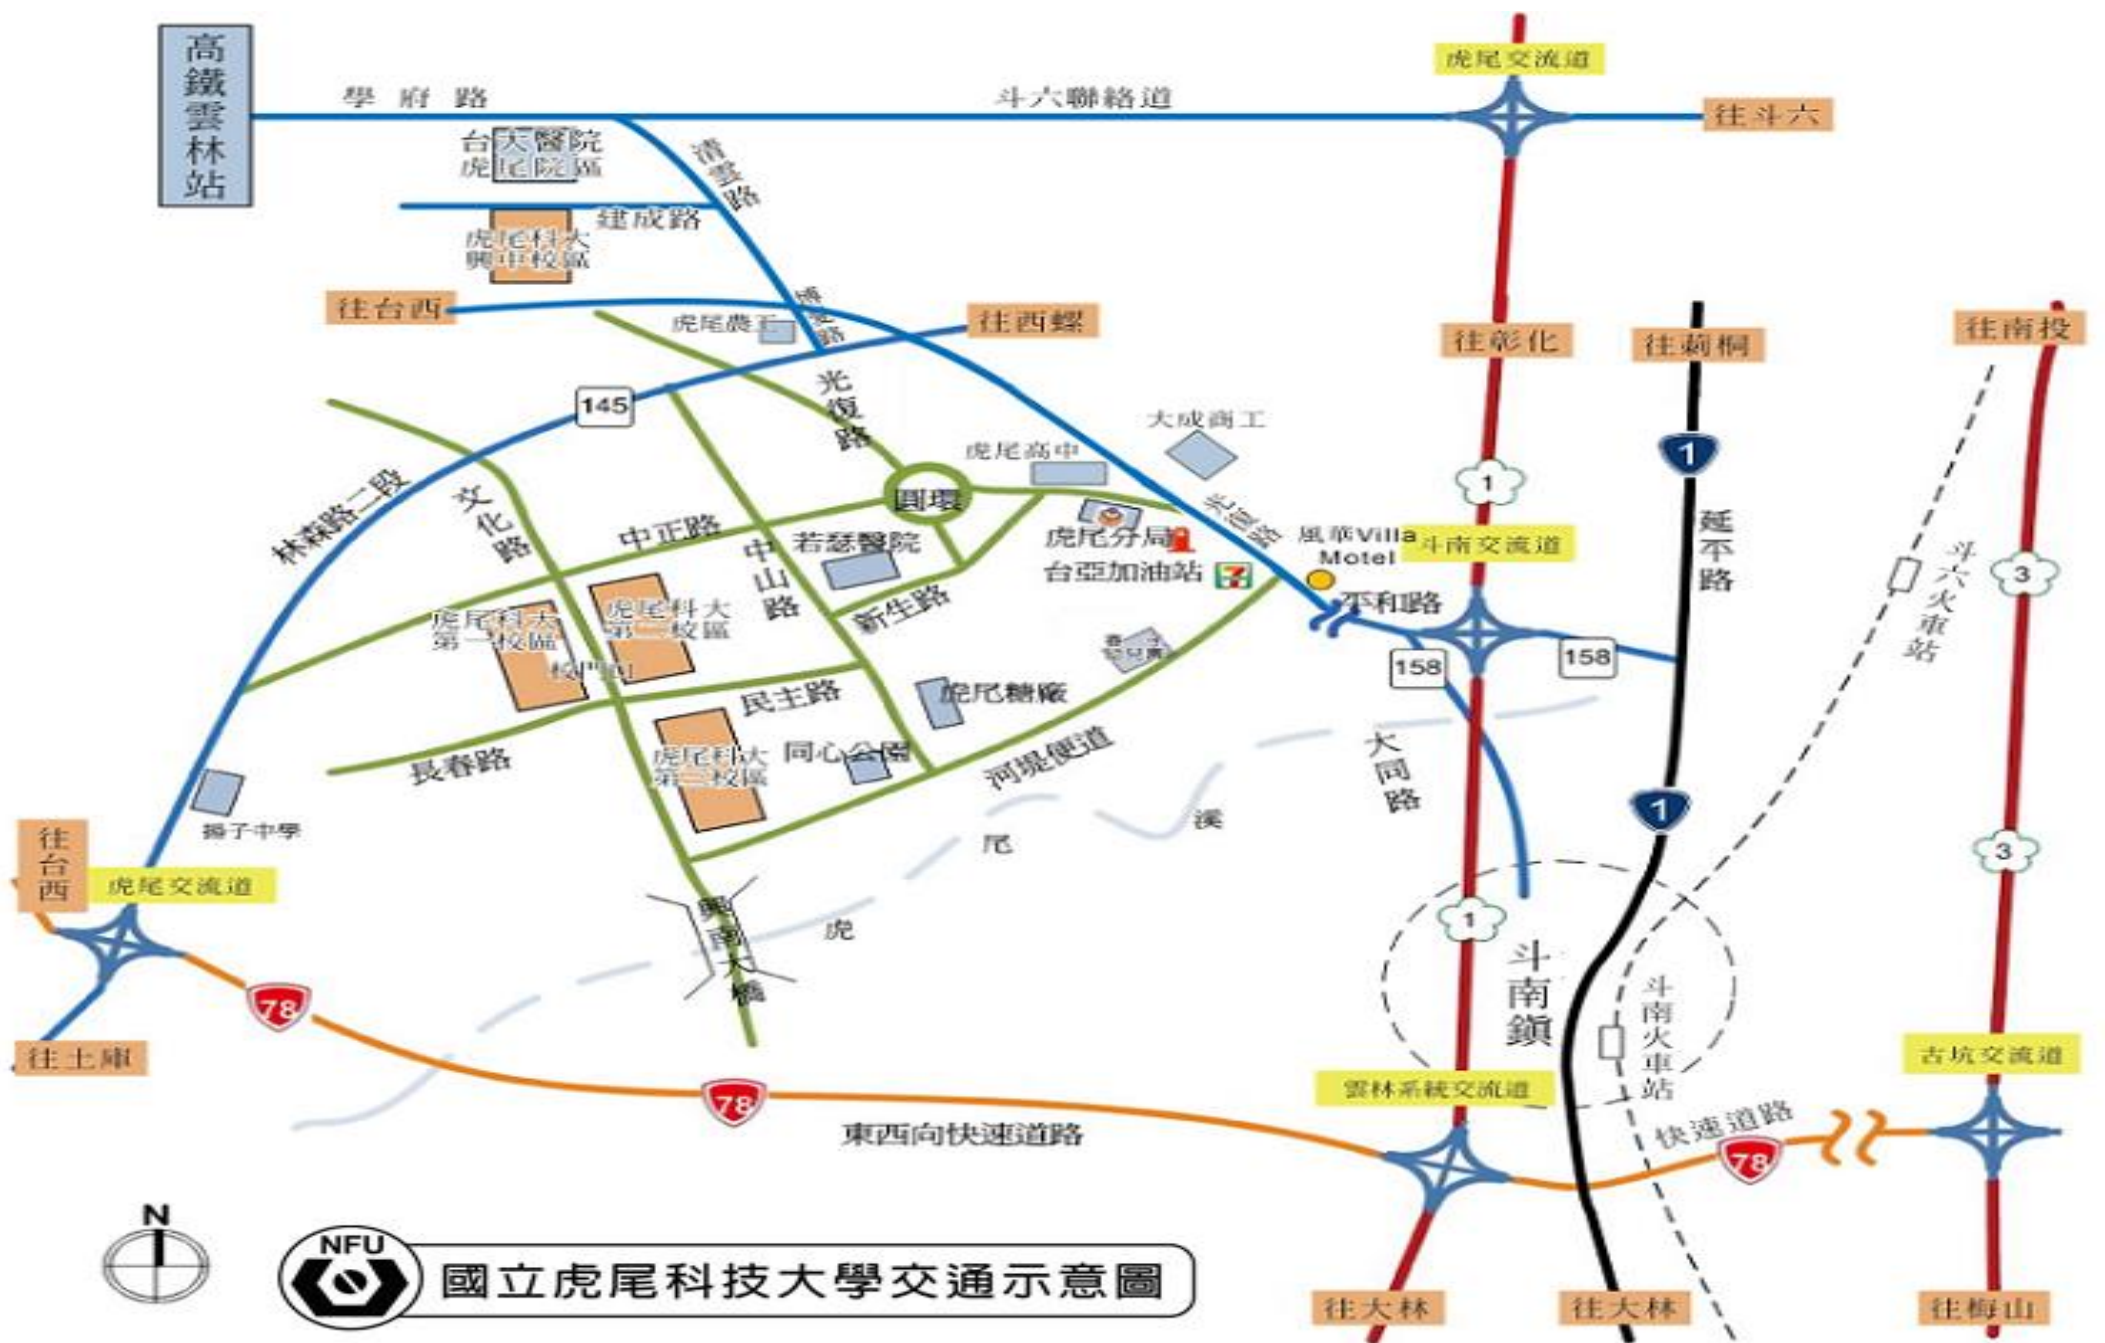 高鐵雲林站
學府路
斗六聯絡道
虎尾交流道
往斗六
台大醫院
虎尾院區
清雲路
建成路
虎尾科大
興中校區
往台西
虎尾農工
往西螺
往彰化
往莿桐
往南投
145
光復路
大成商工
虎尾高中
1
1
林森路二段
文化路
中正路
圓環
中山路
若瑟醫院
虎尾分局
光復路
風華Villa
Motel
斗南交流道
延平路
斗六火車站
3
台亞加油站
7
平和路
新生路
虎尾科大
第一校區
虎尾科大
第二校區
校門口
158
158
民主路
虎尾糖廠
長春路
虎尾科大
第三校區
同心公園
河堤便道
大同路
1
3
揚子中學
溪
尾
虎
往台西
虎尾交流道
興南大橋
1
斗南鎮
斗南火車站
78
往土庫
古坑交流道
雲林系統交流道
78
東西向快速道路
快速道路
78
N
NFU
國立虎尾科技大學交通示意圖
往大林
往大林
往梅山